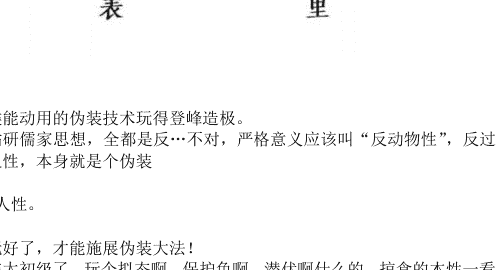 表 里
能动用的伪装技术玩得登峰造极。
研儒家思想，全都是反…不对，严格意义应该叫“反动物性”，反过
性，本身就是个伪装
人性。
好了，才能施展伪装大法！
太初级了，玩个拟态啊、保护色啊、潜伏啊什么的，掠食的本性一看